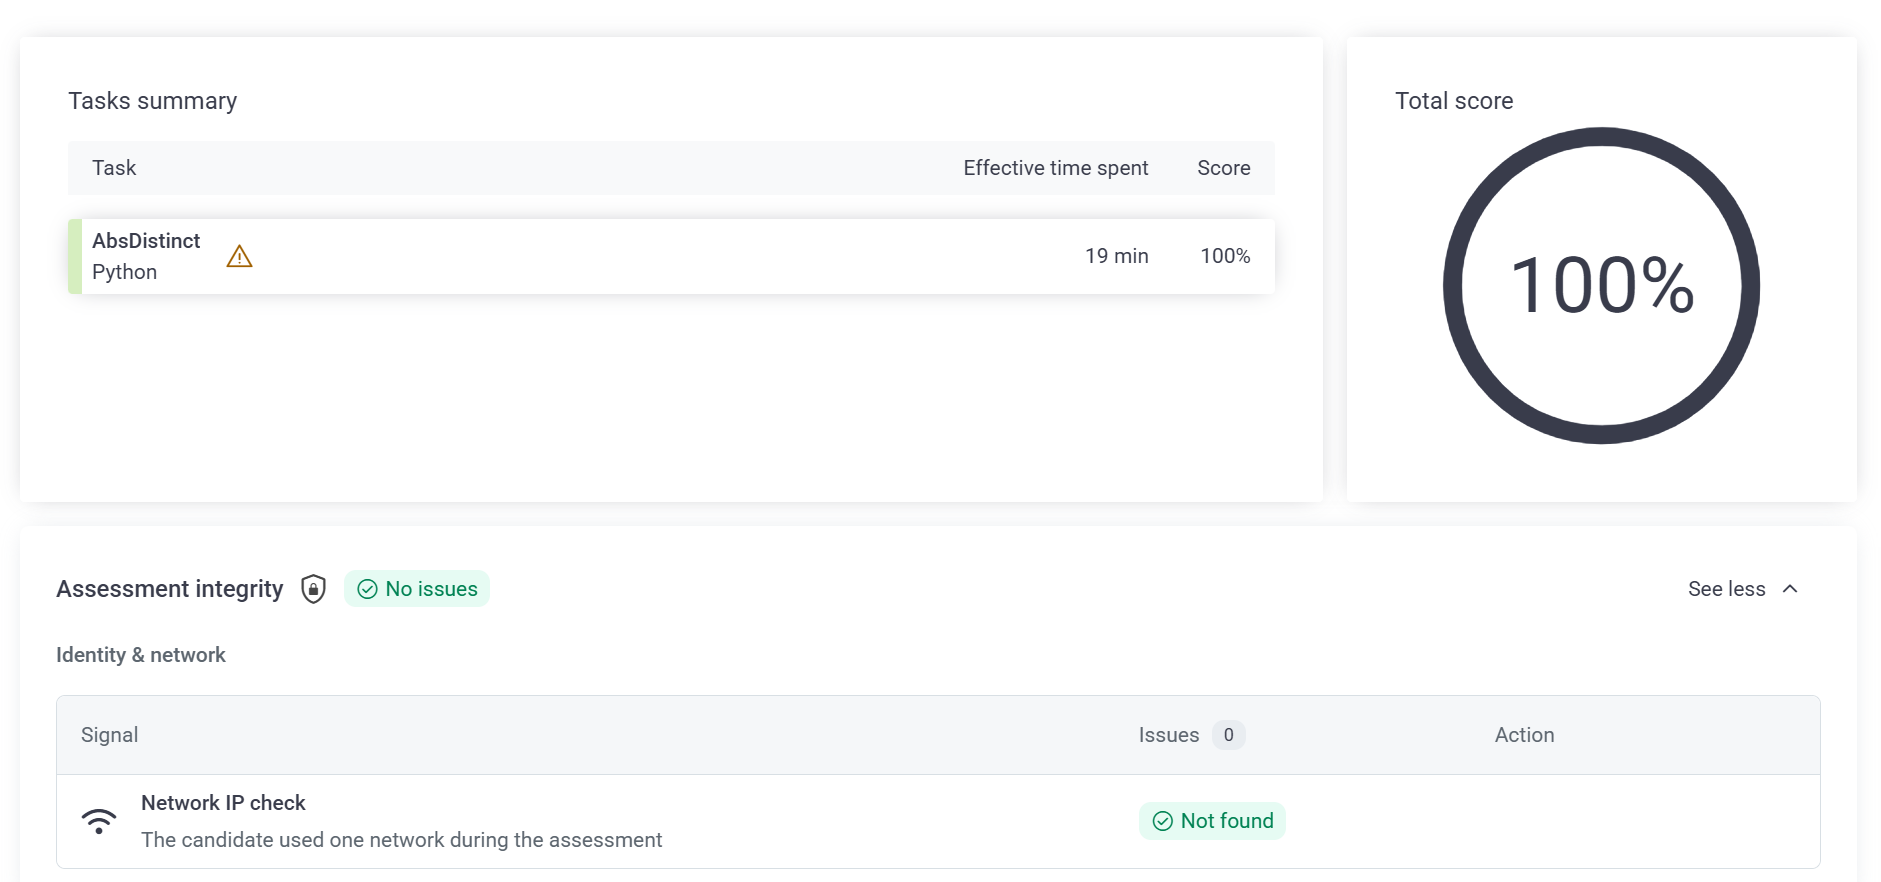 Tasks summary
Task Effective time spent Score
AbsDistinct
Python
19 min 100%
Total score
100%
Assessment integrity No issues See less
Identity & network
Signal Issues 0 Action
Network IP check
The candidate used one network during the assessment
Not found